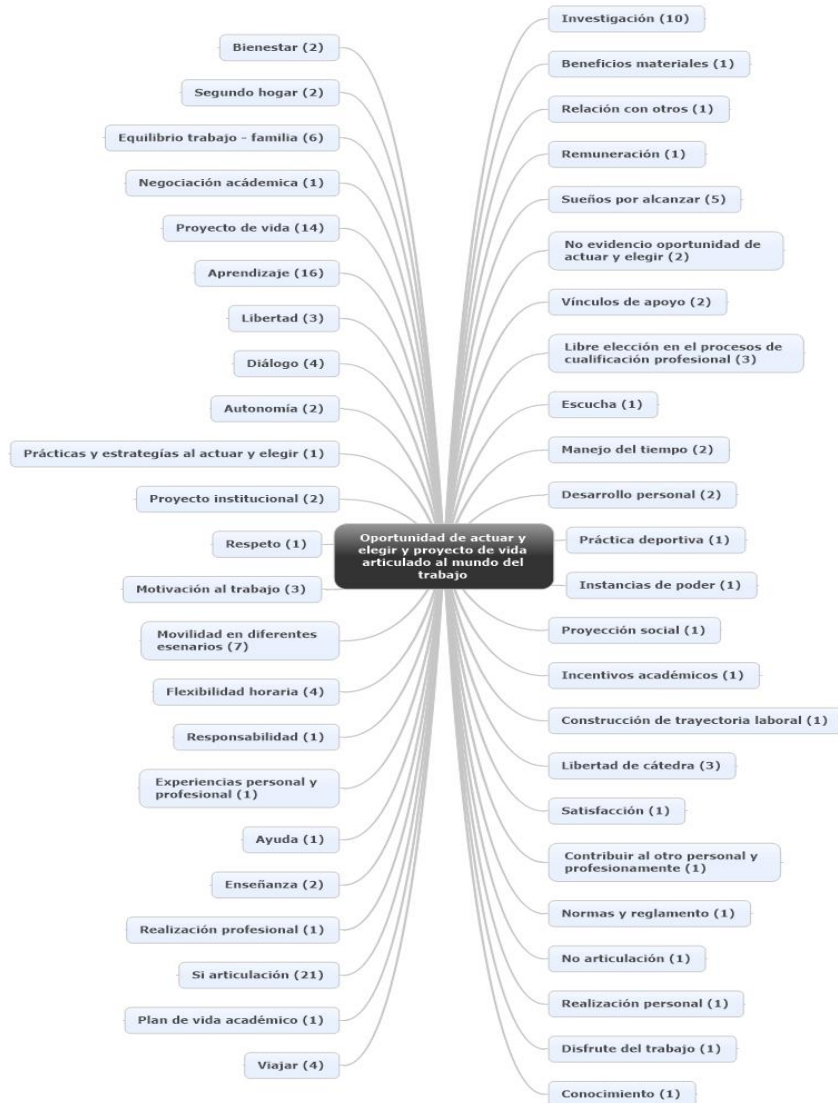 Bienestar (2)
Segundo hogar (2)
Equilibrio trabajo - familia (6)
Negociación acádemica (1)
Proyecto de vida (14)
Aprendizaje (16)
Libertad (3)
Diálogo (4)
Autonomía (2)
Prácticas y estrategías al actuar y elegir (1)
Proyecto institucional (2)
Respeto (1)
Motivación al trabajo (3)
Movilidad en diferentes
esenarios (7)
Flexibilidad horaria (4)
Responsabilidad (1)
Experiencias personal y
profesional (1)
Ayuda (1)
Enseñanza (2)
Realización profesional (1)
Si articulación (21)
Plan de vida académico (1)
Viajar (4)
Oportunidad de actuar y
elegir y proyecto de vida
articulado al mundo del
trabajo
Investigación (10)
Beneficios materiales (1)
Relación con otros (1)
Remuneración (1)
Sueños por alcanzar (5)
No evidencio oportunidad de
actuar y elegir (2)
Vínculos de apoyo (2)
Libre elección en el procesos de
cualificación profesional (3)
Escucha (1)
Manejo del tiempo (2)
Desarrollo personal (2)
Práctica deportiva (1)
Instancias de poder (1)
Proyección social (1)
Incentivos académicos (1)
Construcción de trayectoria laboral (1)
Libertad de cátedra (3)
Satisfacción (1)
Contribuir al otro personal y
profesionamente (1)
Normas y reglamento (1)
No articulación (1)
Realización personal (1)
Disfrute del trabajo (1)
Conocimiento (1)